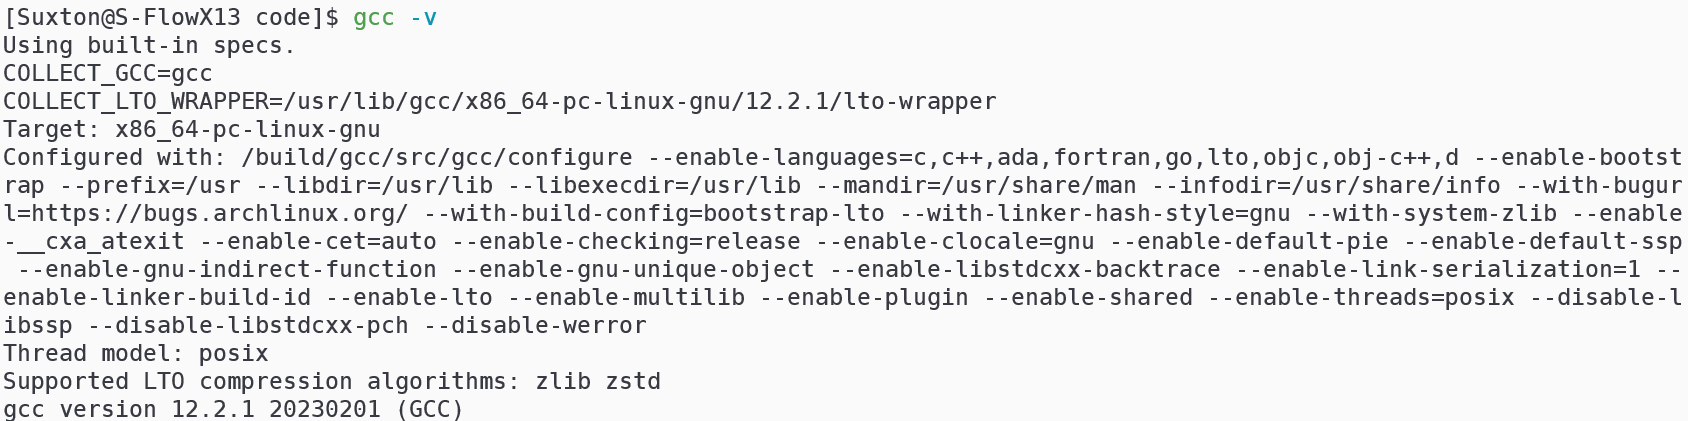 [Suxton@S-FlowX13 code]$ gcc -v
Using built-in specs.
COLLECT_GCC=gcc
COLLECT_LTO_WRAPPER=/usr/lib/gcc/x86_64-pc-linux-gnu/12.2.1/lto-wrapper
Target: x86_64-pc-linux-gnu
Configured with: /build/gcc/src/gcc/configure --enable-languages=c,c++,ada,fortran,go,lto,objc,obj-c++,d --enable-bootst
rap --prefix=/usr --libdir=/usr/lib --libexecdir=/usr/lib --mandir=/usr/share/man --infodir=/usr/share/info --with-bugur
l=https://bugs.archlinux.org/ --with-build-config=bootstrap-lto --with-linker-hash-style=gnu --with-system-zlib --enable
-__cxa_atexit --enable-cet=auto --enable-checking=release --enable-clocale=gnu --enable-default-pie --enable-default-ssp
 --enable-gnu-indirect-function --enable-gnu-unique-object --enable-libstdcxx-backtrace --enable-link-serialization=1 --
enable-linker-build-id --enable-lto --enable-multilib --enable-plugin --enable-shared --enable-threads=posix --disable-l
ibssp --disable-libstdcxx-pch --disable-werror
Thread model: posix
Supported LTO compression algorithms: zlib zstd
gcc version 12.2.1 20230201 (GCC)